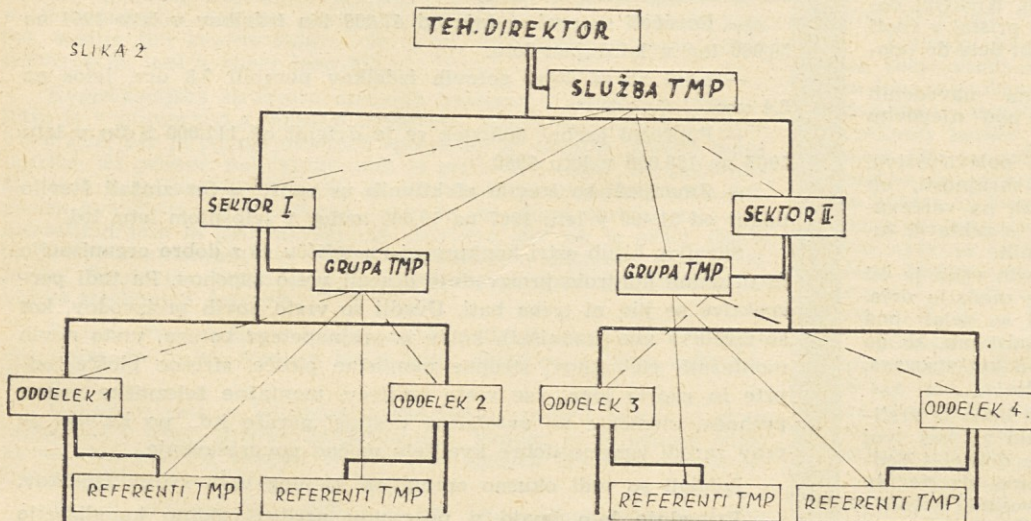 SLIKA 2
TEH. DIREKTOR
SLUŽBA TMP
SEKTOR I.
SEKTOR II.
GRUPA TMP
GRUPA TMP
ODDELEK 1
ODDELEK 2
ODDELEK 3
ODDELEK 4
REFERENTI TMP
REFERENTI TMP
REFERENTI TMP
REFERENTI TMP